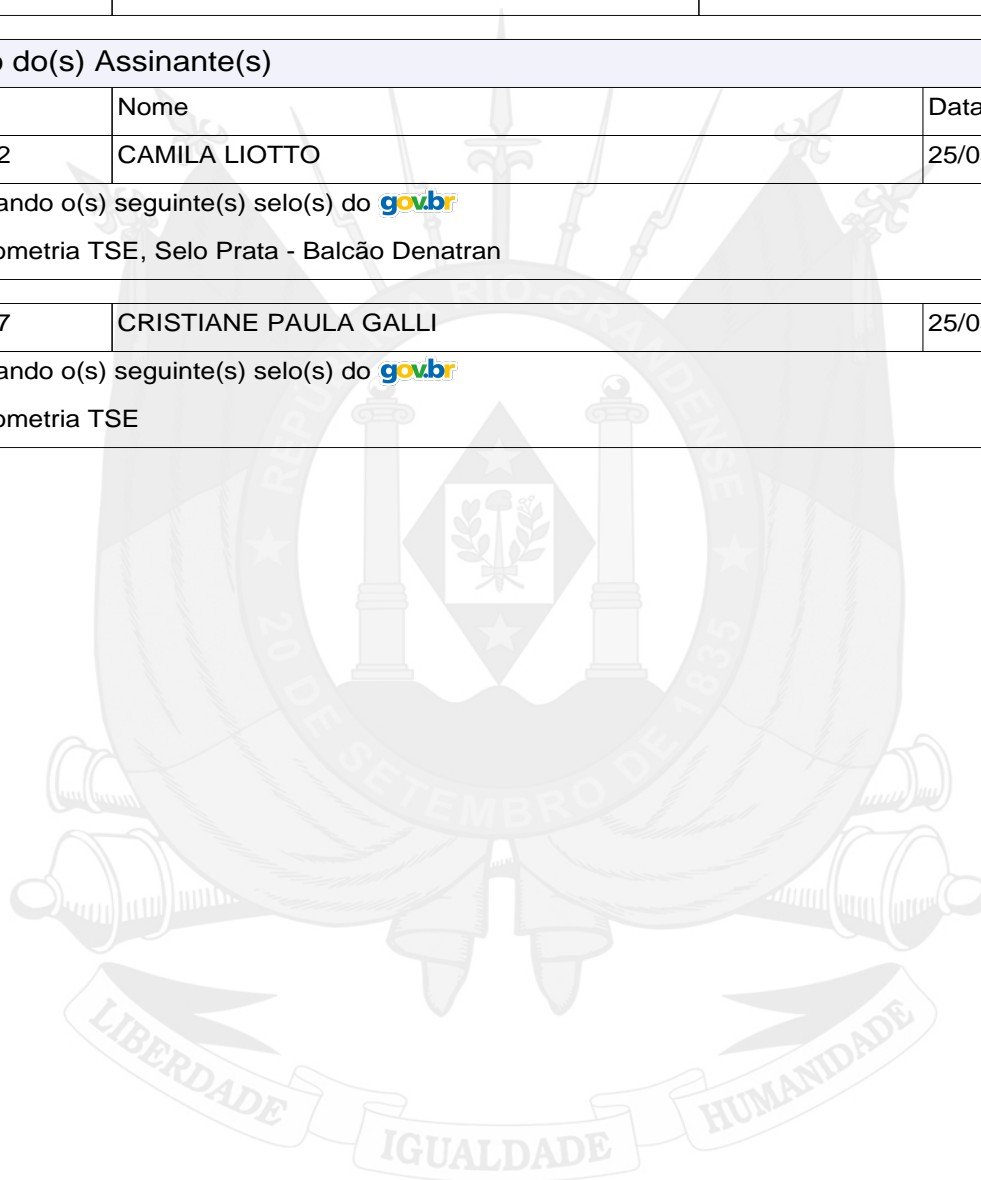 o do(s) Assinante(s)
Nome Data
2 CAMILA LIOTTO 25/0
ando o(s) seguinte(s) selo(s) do gov.br
ometria TSE, Selo Prata - Balcão Denatran
7 CRISTIANE PAULA GALLI 25/0
ando o(s) seguinte(s) selo(s) do gov.br
ometria TSE
REPUBLICA RIO-GRANDENSE
20 DE SETEMBRO DE 1835
LIBERDADE IGUALDADE HUMANIDADE